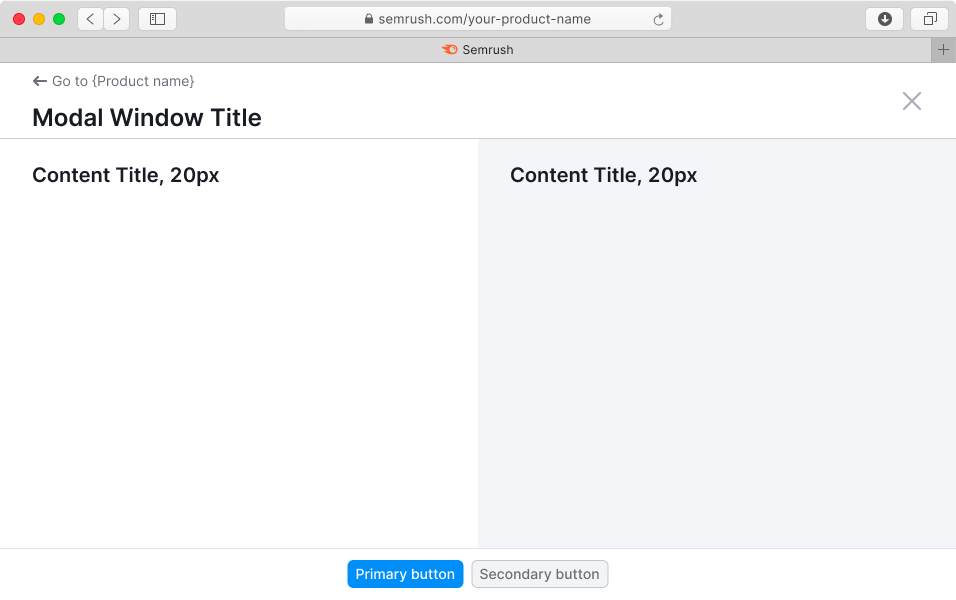 semrush.com/your-product-name
Semrush
Go to {Product name}
Modal Window Title
Content Title, 20px
Content Title, 20px
Primary button
Secondary button